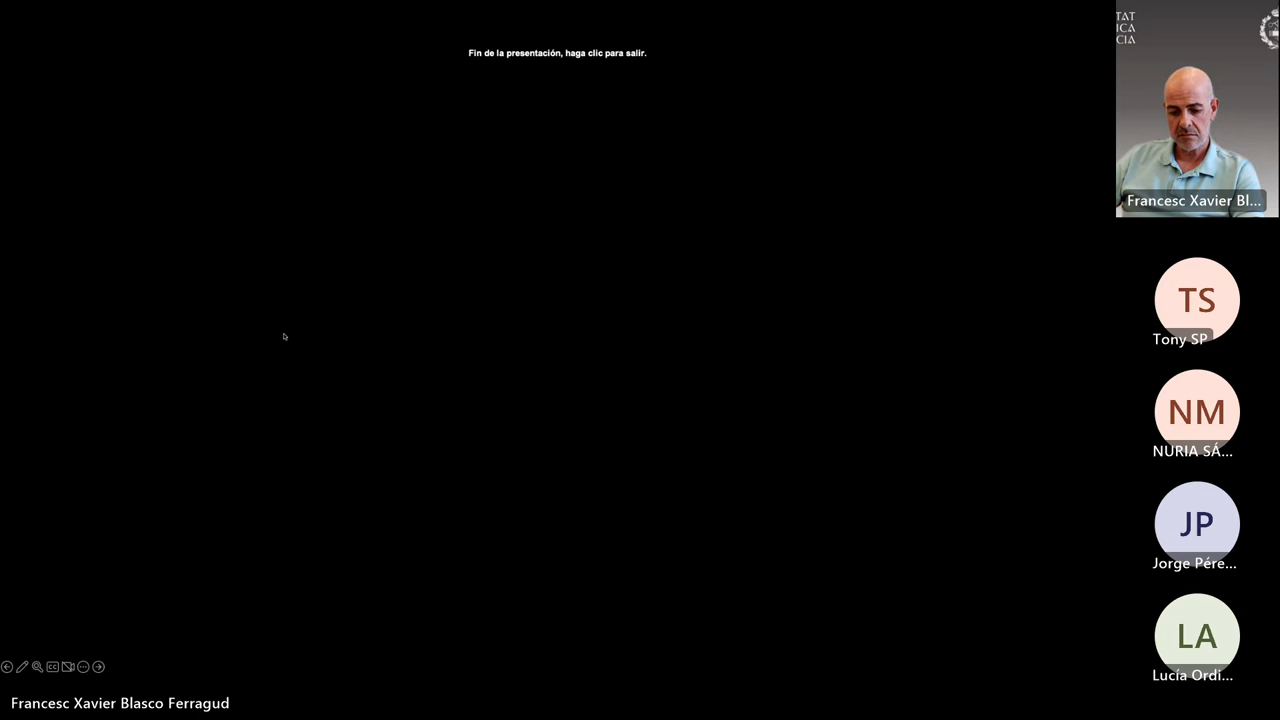 Fin de la presentación, haga clic para salir.
TAT
ICA
CIA
Francesc Xavier Bl...
TS
Tony SP
NM
NURIA SÁ...
JP
Jorge Pére...
LA
Lucía Ordi...
CC
Francesc Xavier Blasco Ferragud